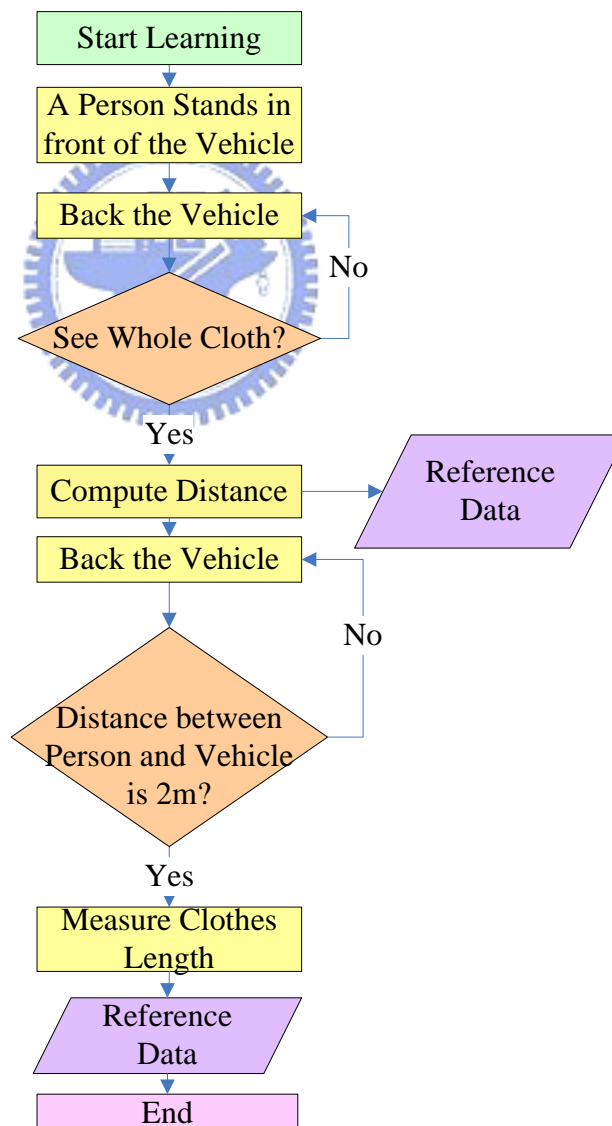 Start Learning
A Person Stands in
front of the Vehicle
Back the Vehicle
No
See Whole Cloth?
Yes
Compute Distance
Reference
Data
Back the Vehicle
No
Distance between
Person and Vehicle
is 2m?
Yes
Measure Clothes
Length
Reference
Data
End